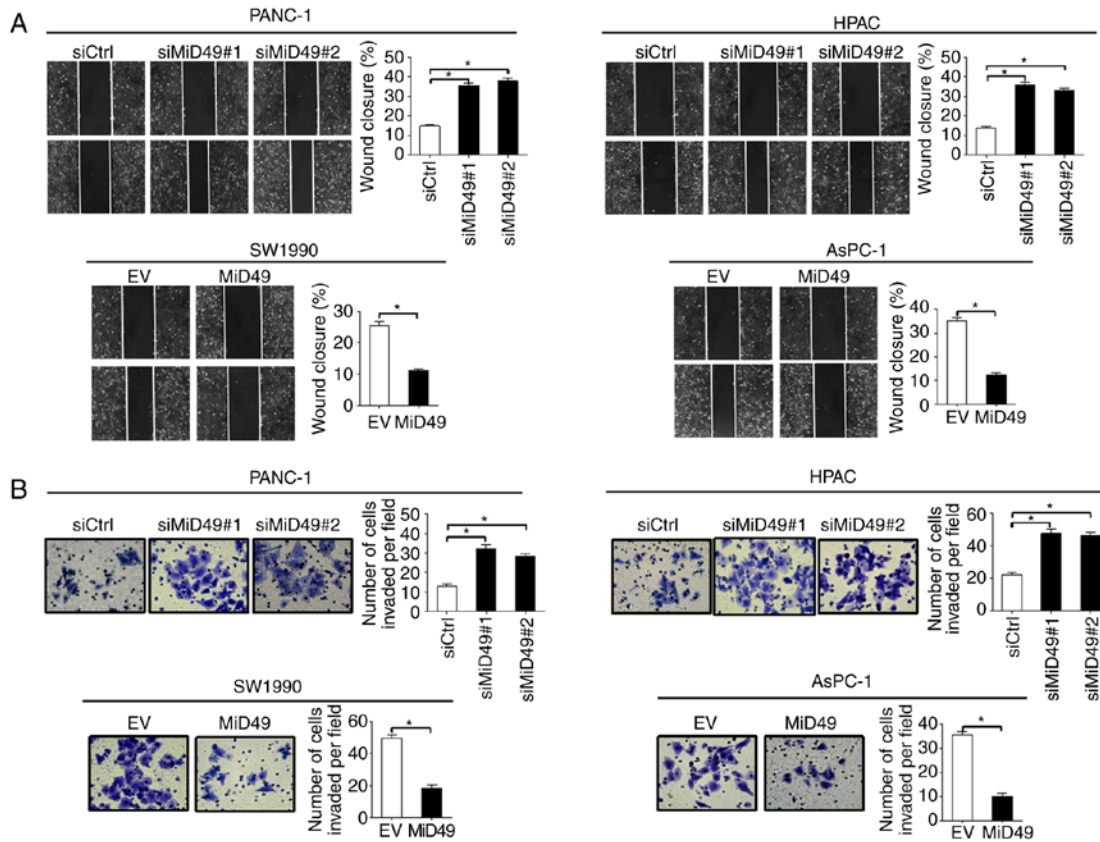 A
PANC-1
siCtrl siMiD49#1 siMiD49#2
Wound closure (%)
50
40
30
20
10
0
* *
siCtrl
siMiD49#1
siMiD49#2
HPAC
siCtrl siMiD49#1 siMiD49#2
Wound closure (%)
50
40
30
20
10
0
* *
siCtrl
siMiD49#1
siMiD49#2
SW1990
EV MiD49
Wound closure (%)
30
20
10
0
*
EV MiD49
AsPC-1
EV MiD49
Wound closure (%)
40
30
20
10
0
*
EV MiD49
B
PANC-1
siCtrl siMiD49#1 siMiD49#2
Number of cells
invaded per field
50
40
30
20
10
0
* *
siCtrl
siMiD49#1
siMiD49#2
HPAC
siCtrl siMiD49#1 siMiD49#2
Number of cells
invaded per field
60
40
20
0
* *
siCtrl
siMiD49#1
siMiD49#2
SW1990
EV MiD49
Number of cells
invaded per field
60
40
20
0
*
EV MiD49
AsPC-1
EV MiD49
Number of cells
invaded per field
40
30
20
10
0
*
EV MiD49